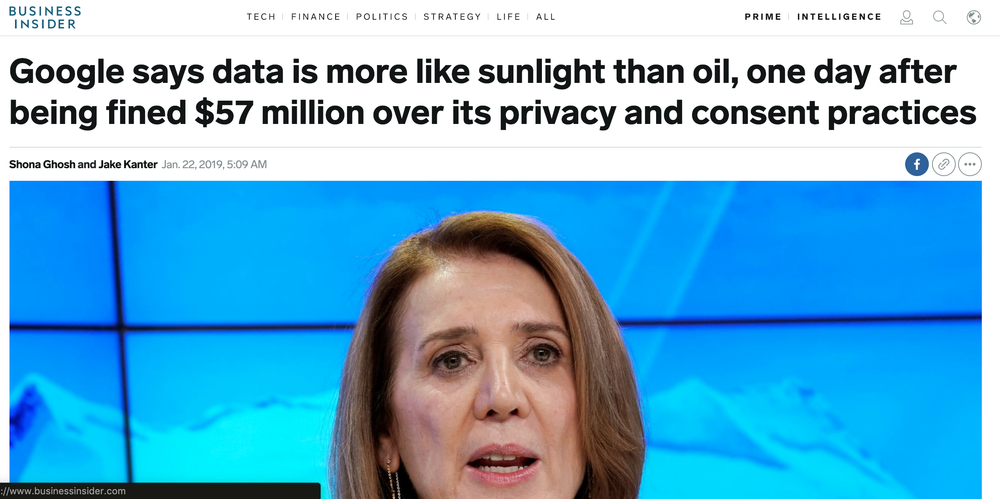 BUSINESS
INSIDER
TECH | FINANCE | POLITICS | STRATEGY | LIFE | ALL
PRIME | INTELLIGENCE
Google says data is more like sunlight than oil, one day after
being fined $57 million over its privacy and consent practices
Shona Ghosh and Jake Kanter Jan. 22, 2019, 5:09 AM
f
://www.businessinsider.com